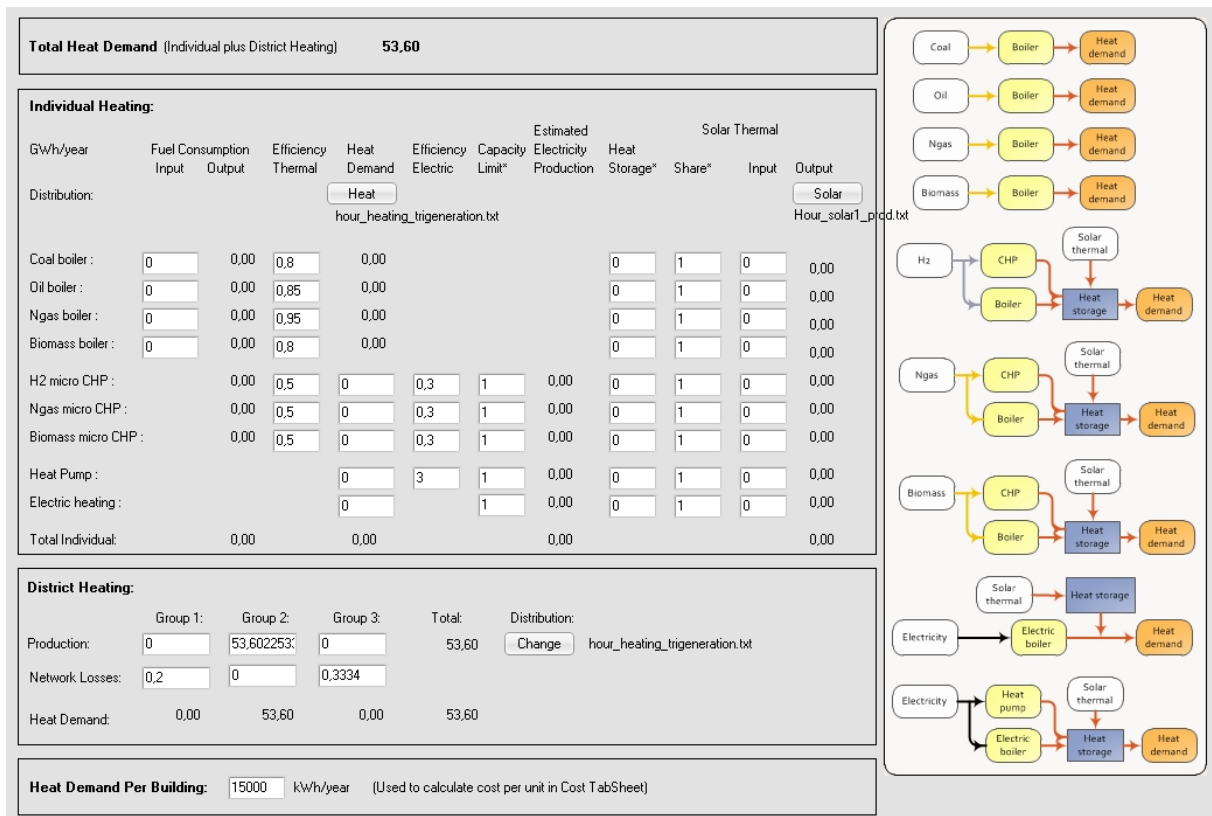 Total Heat Demand (Individual plus District Heating) 53,60
Individual Heating:
Estimated Solar Thermal
GWh/year Fuel Consumption Efficiency Heat Efficiency Capacity Electricity Heat
Input Output Thermal Demand Electric Limit* Production Storage* Share* Input Output
Distribution: Heat Solar
hour_heating_trigeneration.txt Hour_solar1_prod.txt
Coal boiler : 0 0,00 0,8 0,00 0 1 0 0,00
Oil boiler : 0 0,00 0,85 0,00 0 1 0 0,00
Ngas boiler : 0 0,00 0,95 0,00 0 1 0 0,00
Biomass boiler : 0 0,00 0,8 0,00 0 1 0 0,00
H2 micro CHP : 0,00 0,5 0 0,3 1 0,00 0 1 0 0,00
Ngas micro CHP : 0,00 0,5 0 0,3 1 0,00 0 1 0 0,00
Biomass micro CHP : 0,00 0,5 0 0,3 1 0,00 0 1 0 0,00
Heat Pump : 0 3 1 0,00 0 1 0 0,00
Electric heating : 0 1 0,00 0 1 0 0,00
Total Individual: 0,00 0,00 0,00 0,00
District Heating:
Group 1: Group 2: Group 3: Total: Distribution:
Production: 0 53,6022533 0 53,60 Change hour_heating_trigeneration.txt
Network Losses: 0,2 0 0,3334
Heat Demand: 0,00 53,60 0,00 53,60
Heat Demand Per Building: 15000 kWh/year (Used to calculate cost per unit in Cost TabSheet)
Coal Boiler Heat demand
Oil Boiler Heat demand
Ngas Boiler Heat demand
Biomass Boiler Heat demand
Solar thermal
H2 CHP
Boiler Heat storage Heat demand
Solar thermal
Ngas CHP
Boiler Heat storage Heat demand
Solar thermal
Biomass CHP
Boiler Heat storage Heat demand
Solar thermal Heat storage
Electricity Electric boiler Heat demand
Solar thermal
Electricity Heat pump
Electric boiler Heat storage Heat demand